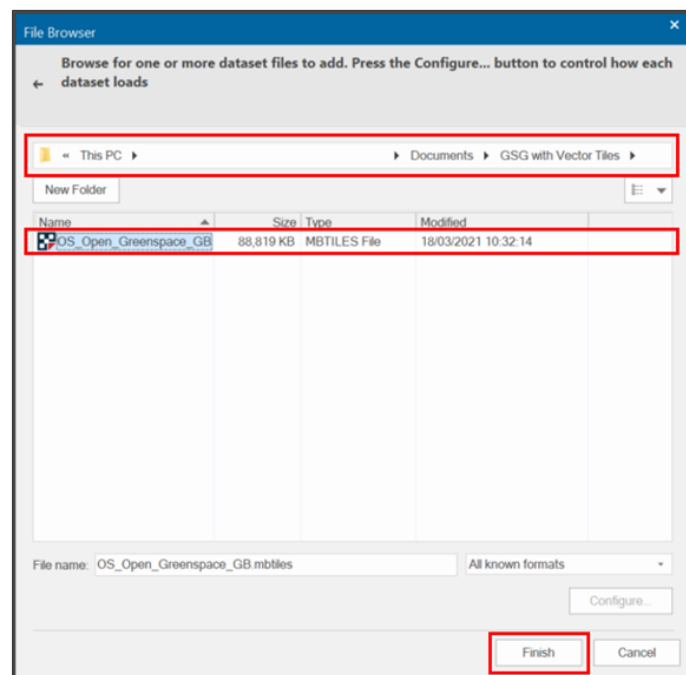 File Browser
Browse for one or more dataset files to add. Press the Configure... button to control how each
dataset loads
« This PC Documents GSG with Vector Tiles
New Folder
Name Size Type Modified
OS_Open_Greenspace_GB 88,819 KB MBTILES File 18/03/2021 10:32:14
File name: OS_Open_Greenspace_GB.mbtiles All known formats
Configure...
Finish Cancel